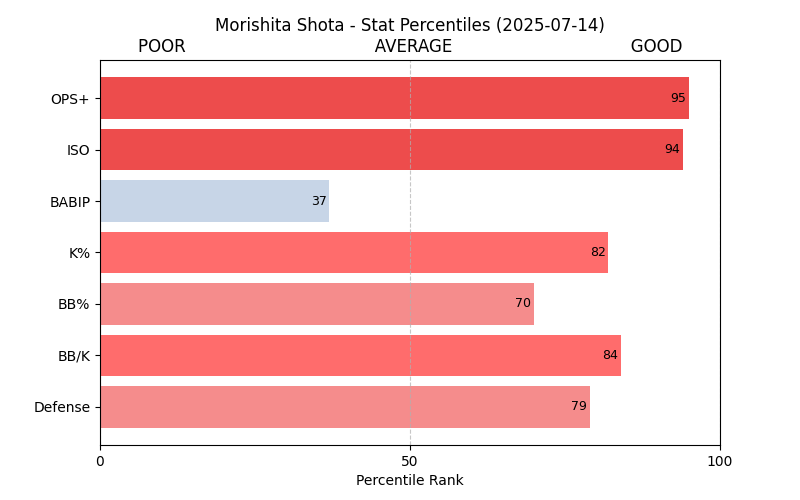 Morishita Shota - Stat Percentiles (2025-07-14)
POOR AVERAGE GOOD
OPS+ 95
ISO 94
BABIP 37
K% 82
BB% 70
BB/K 84
Defense 79
0 50 100
Percentile Rank